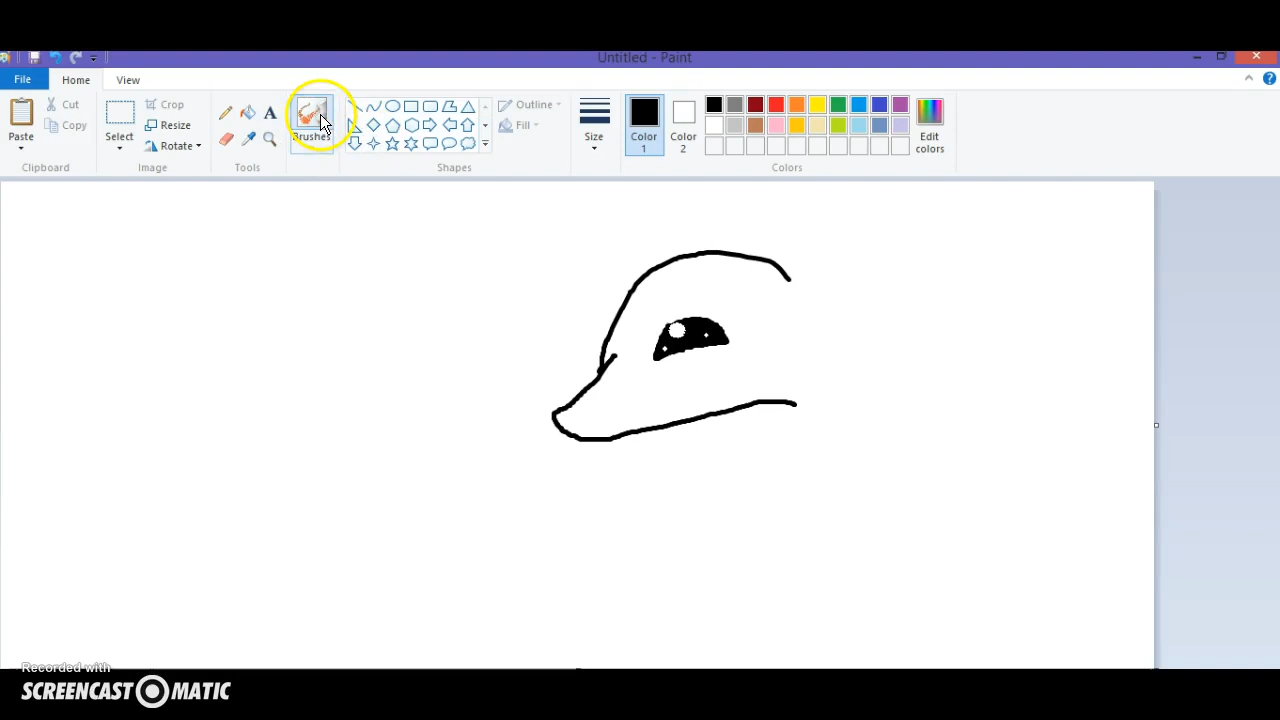 Untitled - Paint
File Home View
Paste
Cut
Copy
Clipboard
Select
Crop
Resize
Rotate
Image
A
Tools
Brushes
Outline
Fill
Shapes
Size
Color
1
Color
2
Edit
colors
Colors
Recorded with
SCREENCAST MATIC